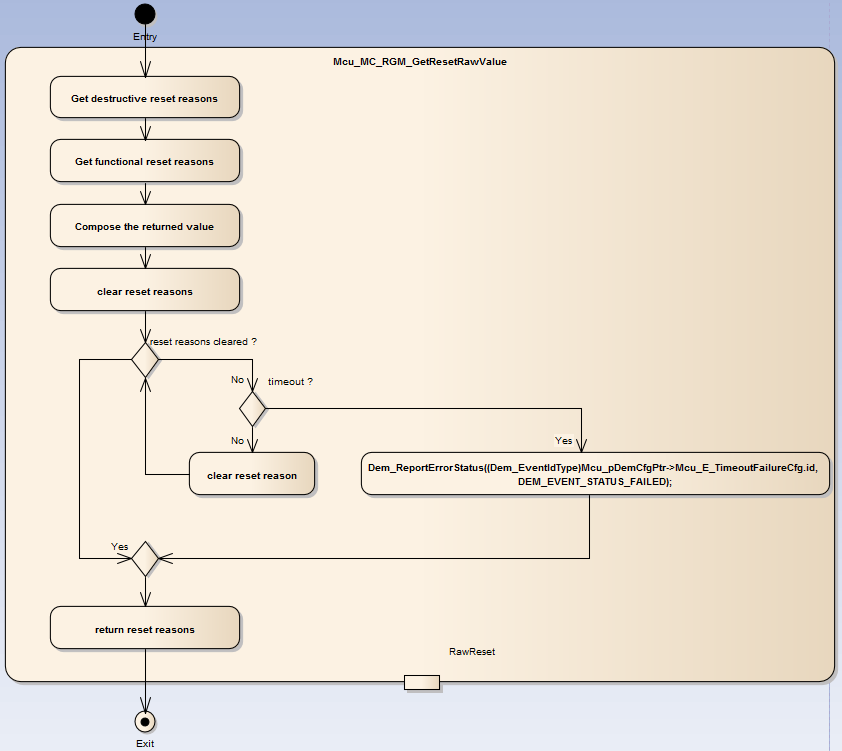 Entry
Mcu_MC_RGM_GetResetRawValue
Get destructive reset reasons
Get functional reset reasons
Compose the returned value
clear reset reasons
reset reasons cleared ?
No
timeout ?
No
Yes
clear reset reason
Dem_ReportErrorStatus((Dem_EventIdType)Mcu_pDemCfgPtr->Mcu_E_TimeoutFailureCfg.id,
DEM_EVENT_STATUS_FAILED);
Yes
return reset reasons
RawReset
Exit